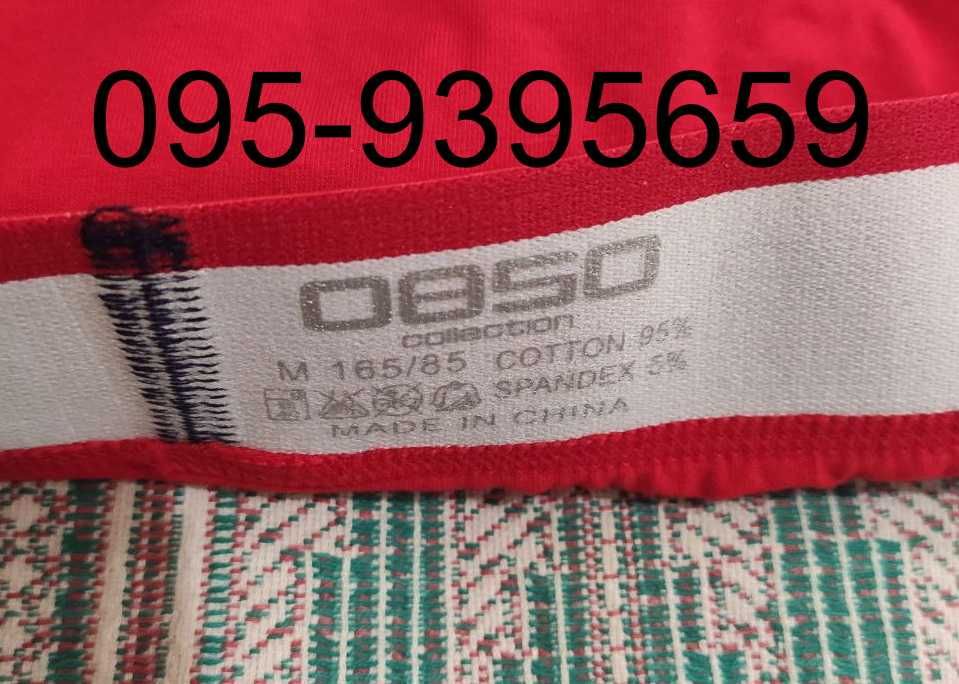 095-9395659
OBSO
collection
M 165/85 COTTON 95%
SPANDEX 5%
MADE IN CHINA